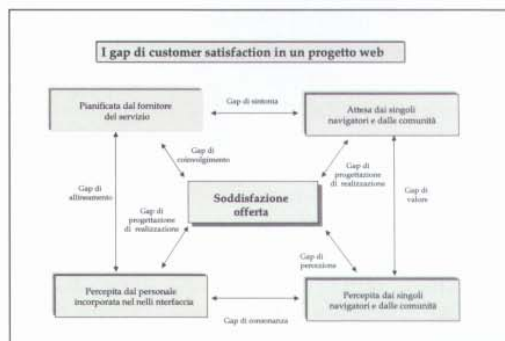 I gap di customer satisfaction in un progetto web
Pianificata dal fornitore
del servizio
Gap di sintonia
Attesa dai singoli
navigatori e dalle comunità
Gap di
coinvolgimento
Gap di
progettazione
di realizzazione
Gap di
allineamento
Soddisfazione
offerta
Gap di
valore
Gap di
progettazione
di realizzazione
Gap di
percezione
Percepita dal personale
incorporata nel nelli nterfaccia
Gap di consonanza
Percepita dai singoli
navigatori e dalle comunità